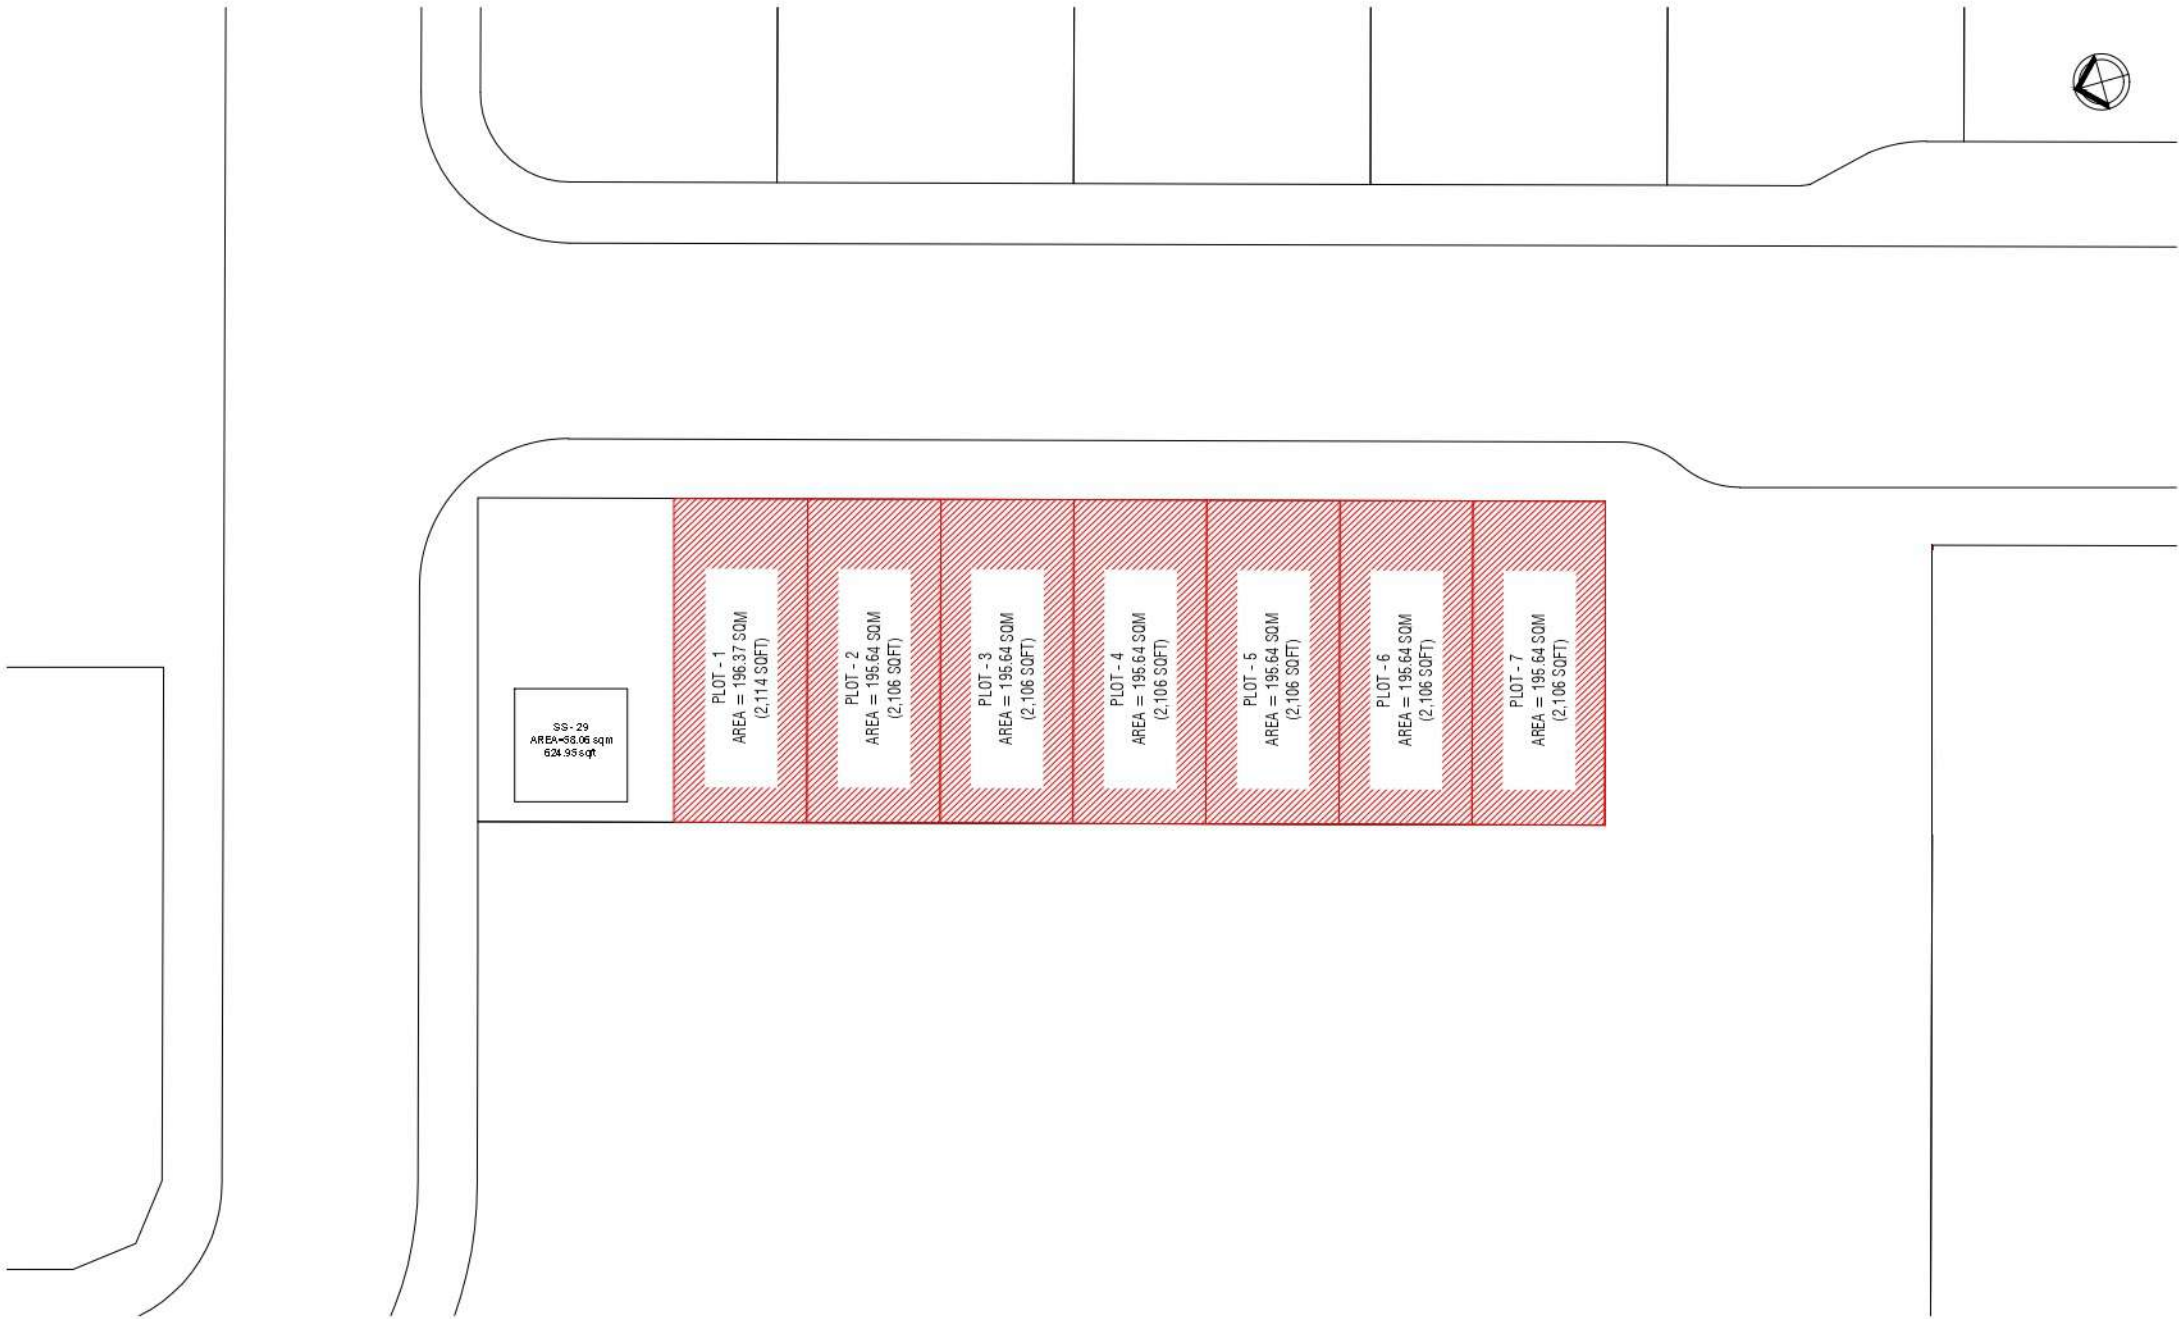 SS - 29
AREA=58.06 sqm
624.95 sqft
PLOT - 1
AREA = 196.37 SQM
(2,114 SQFT)
PLOT - 2
AREA = 195.64 SQM
(2,106 SQFT)
PLOT - 3
AREA = 195.64 SQM
(2,106 SQFT)
PLOT - 4
AREA = 195.64 SQM
(2,106 SQFT)
PLOT - 5
AREA = 195.64 SQM
(2,106 SQFT)
PLOT - 6
AREA = 195.64 SQM
(2,106 SQFT)
PLOT - 7
AREA = 195.64 SQM
(2,106 SQFT)